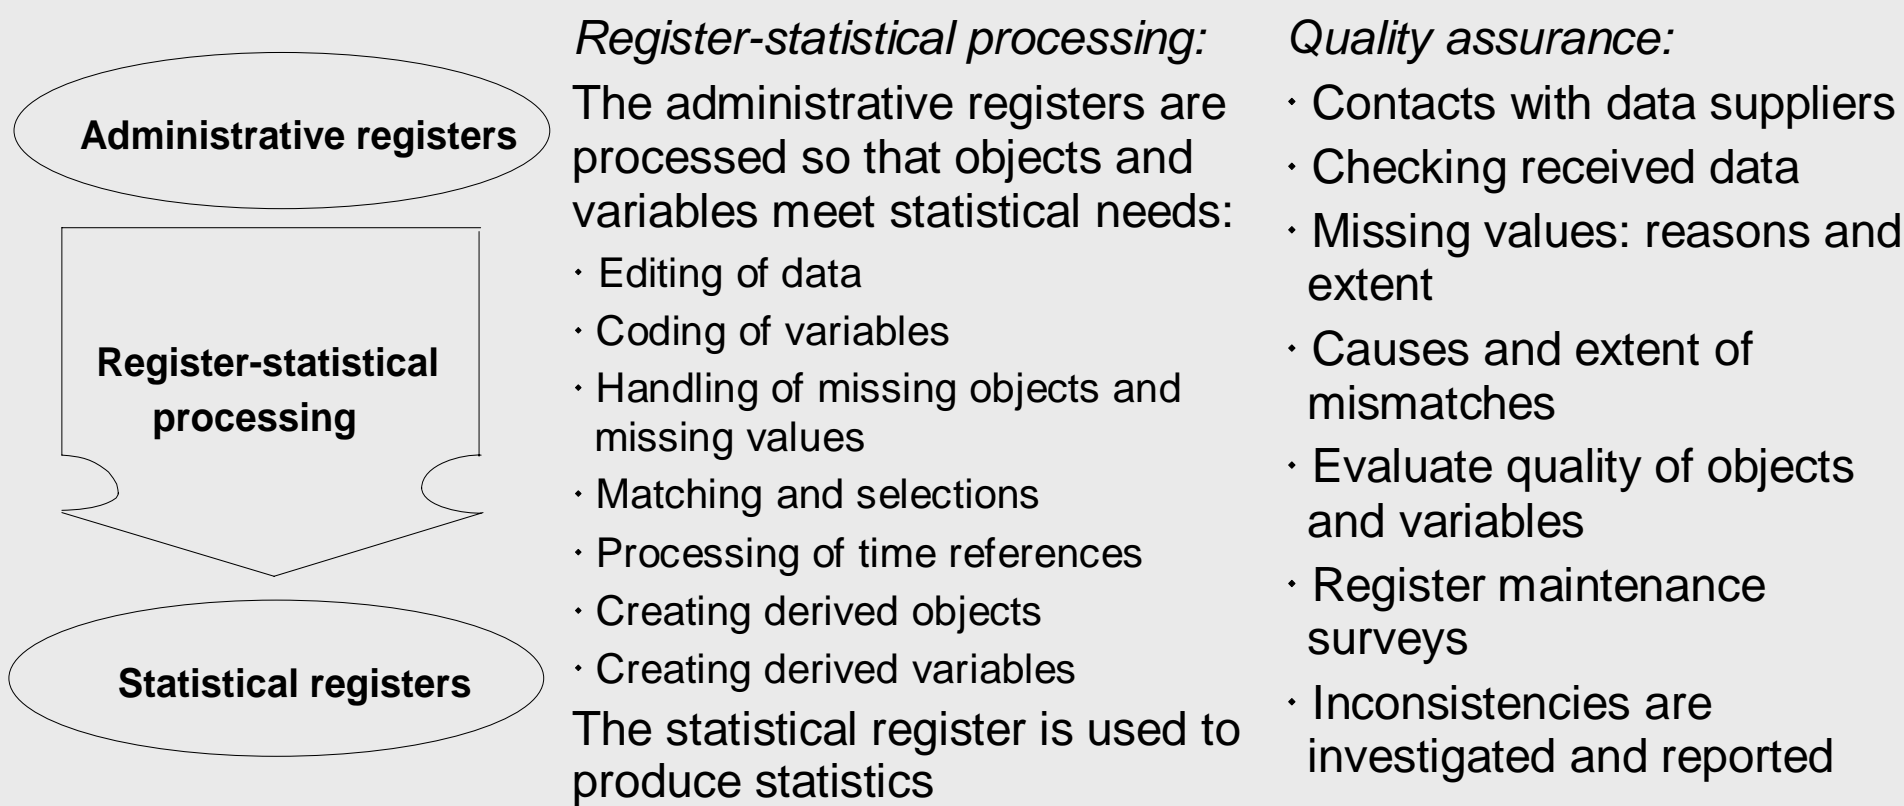 Administrative registers
Register-statistical
processing
Statistical registers
Register-statistical processing:
The administrative registers are
processed so that objects and
variables meet statistical needs:
· Editing of data
· Coding of variables
· Handling of missing objects and
missing values
· Matching and selections
· Processing of time references
· Creating derived objects
· Creating derived variables
The statistical register is used to
produce statistics
Quality assurance:
· Contacts with data suppliers
· Checking received data
· Missing values: reasons and
extent
· Causes and extent of
mismatches
· Evaluate quality of objects
and variables
· Register maintenance
surveys
· Inconsistencies are
investigated and reported